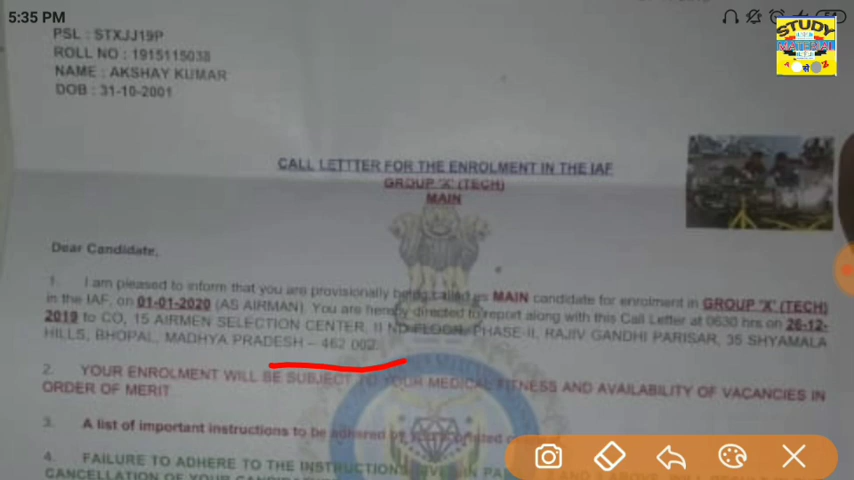 5:35 PM
PSL : STXJJ19P
ROLL NO : 1915115038
NAME : AKSHAY KUMAR
DOB : 31-10-2001
STUDY
MATERIAL
A से Z
CALL LETTTER FOR THE ENROLMENT IN THE IAF
GROUP 'X' (TECH)
MAIN
Dear Candidate,
1. I am pleased to inform that you are provisionally being called as MAIN candidate for enrolment in GROUP 'X' (TECH)
in the IAF, on 01-01-2020 (AS AIRMAN). You are hereby directed to report along with this Call Letter at 0630 hrs on 26-12-
2019 to CO, 15 AIRMEN SELECTION CENTER, II ND FLOOR, PHASE-II, RAJIV GANDHI PARISAR, 35 SHYAMALA
HILLS, BHOPAL, MADHYA PRADESH – 462 002.
2. YOUR ENROLMENT WILL BE SUBJECT TO YOUR MEDICAL FITNESS AND AVAILABILITY OF VACANCIES IN
ORDER OF MERIT
3. A list of important instructions to be adhered by
4. FAILURE TO ADHERE TO THE INSTRUCTIONS
CANCELLATION OF YOUR